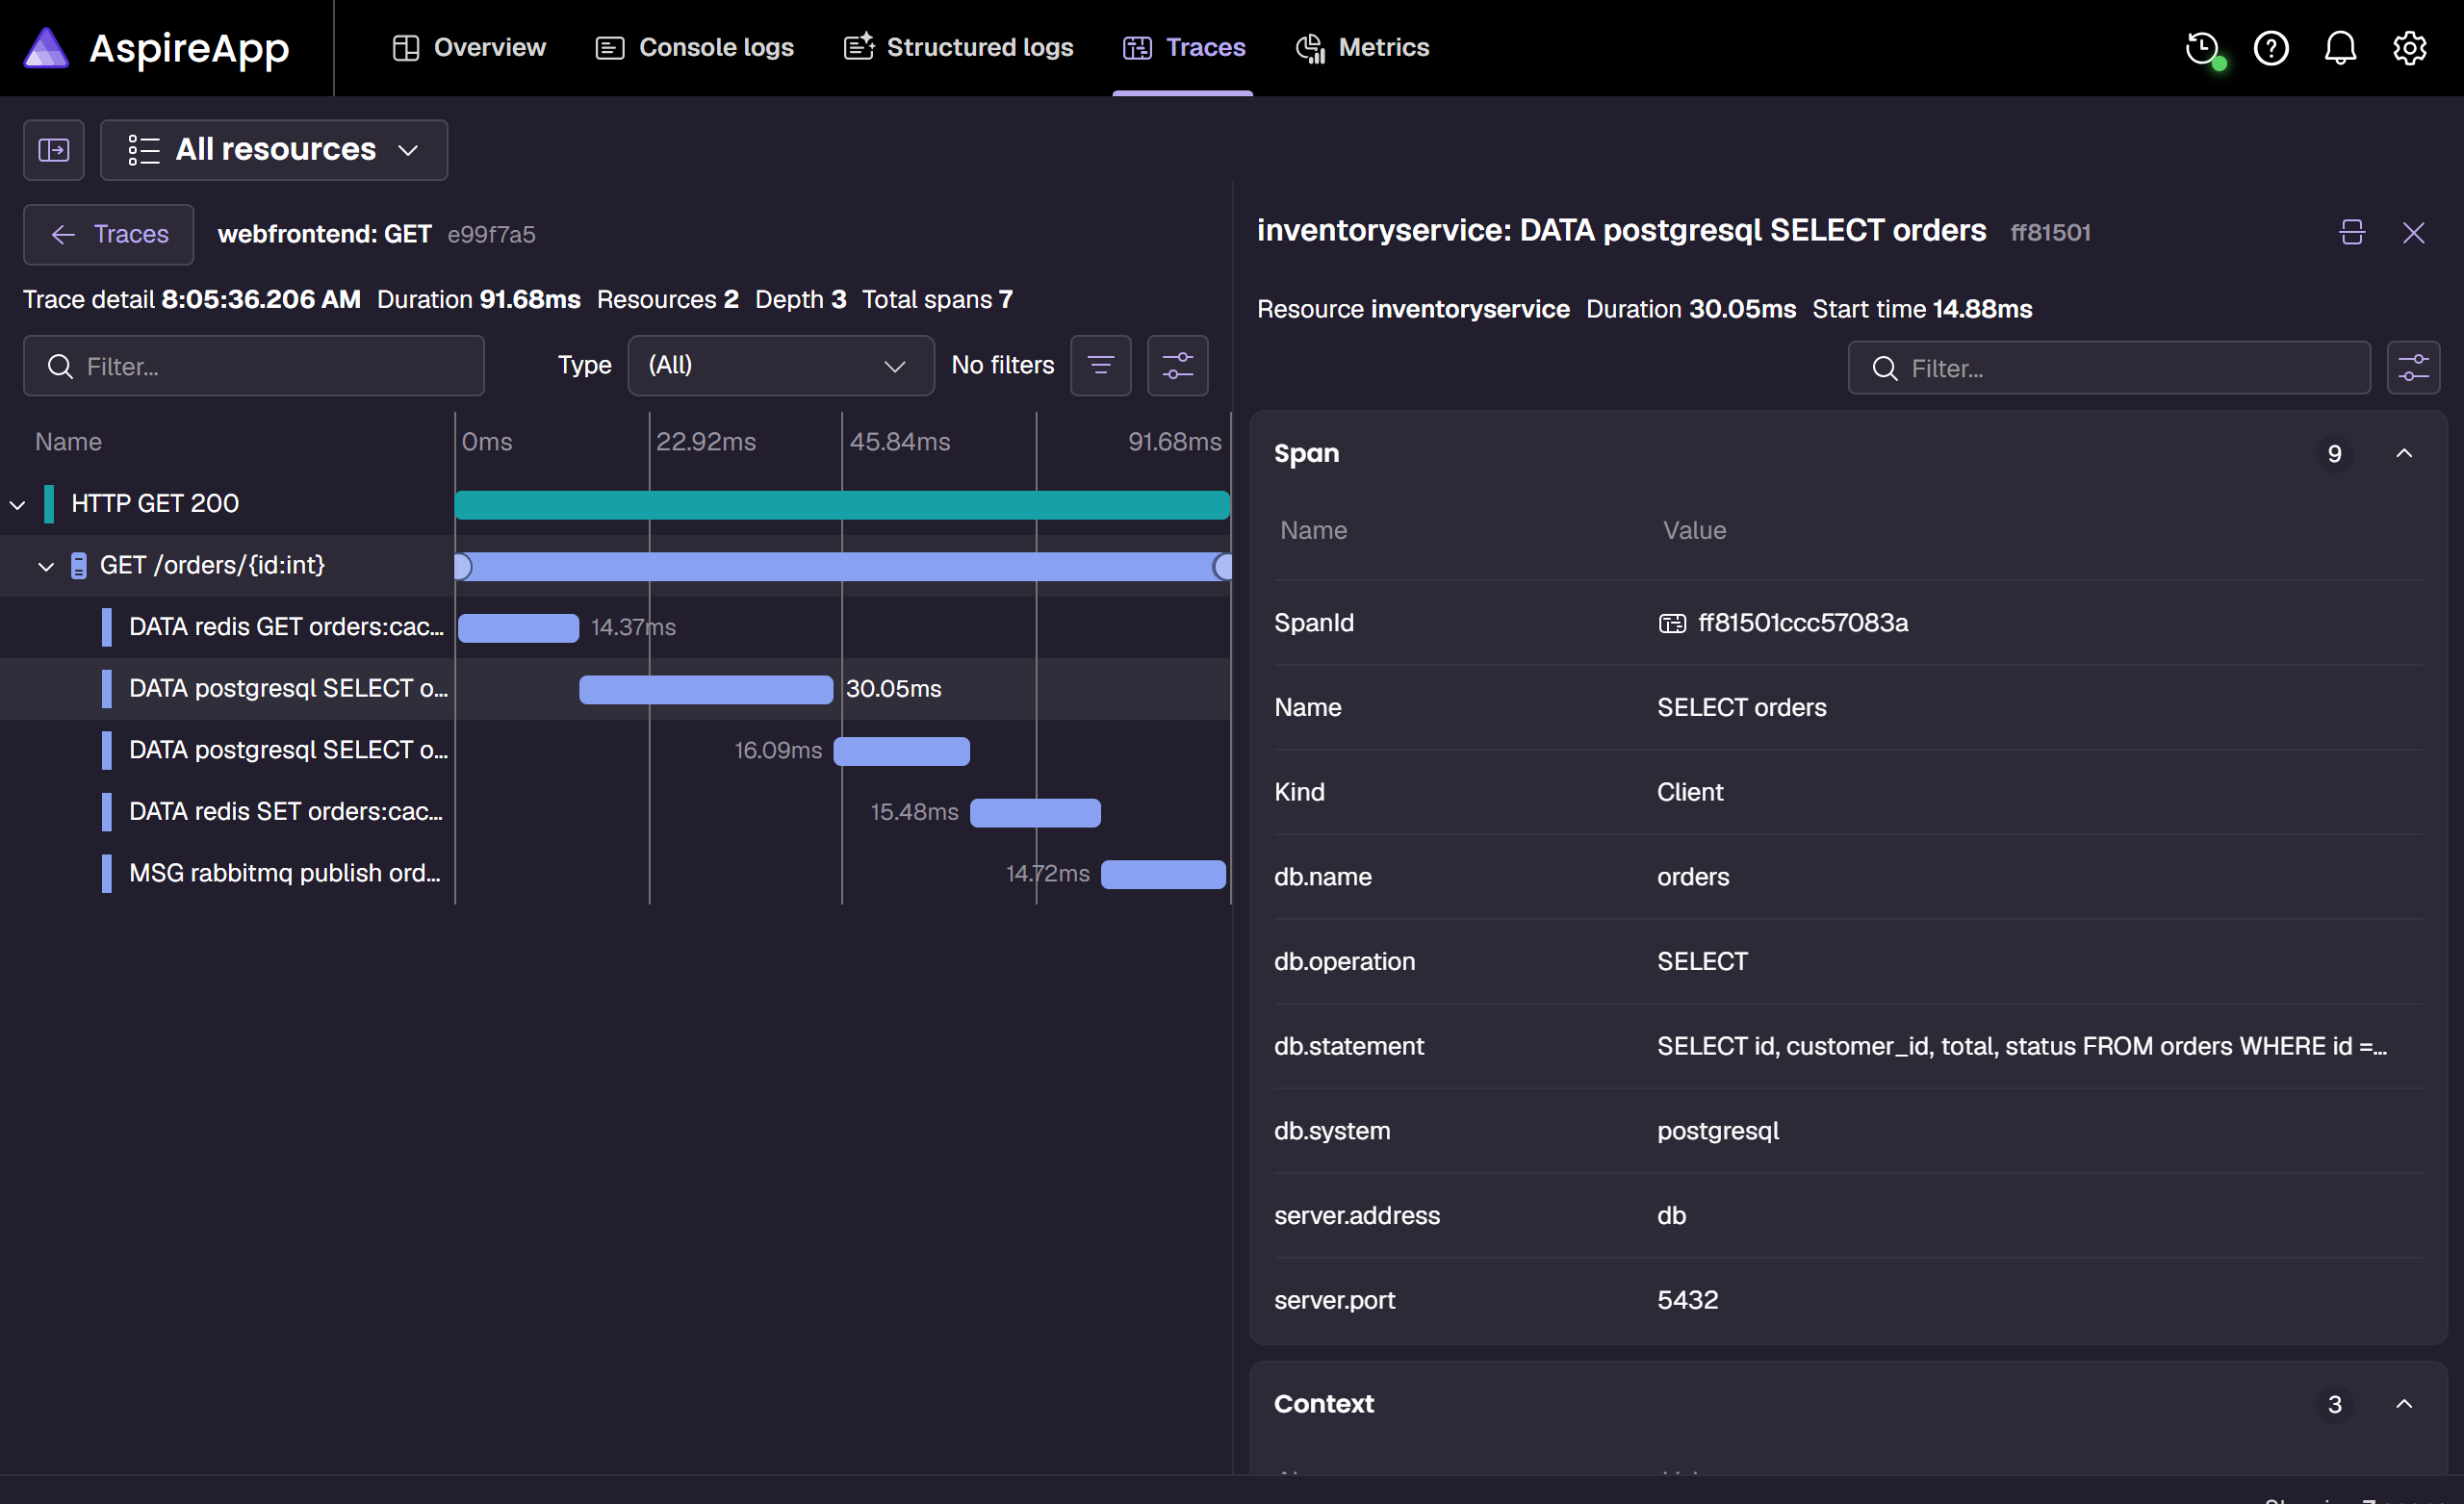 AspireApp
Overview
Console logs
Structured logs
Traces
Metrics
All resources
Traces
webfrontend: GET e99f7a5
Trace detail 8:05:36.206 AM Duration 91.68ms Resources 2 Depth 3 Total spans 7
Filter...
Type
(All)
No filters
Name
0ms
22.92ms
45.84ms
91.68ms
HTTP GET 200
GET /orders/{id:int}
DATA redis GET orders:cac...
14.37ms
DATA postgresql SELECT o...
30.05ms
DATA postgresql SELECT o...
16.09ms
DATA redis SET orders:cac...
15.48ms
MSG rabbitmq publish ord...
14.72ms
inventoryservice: DATA postgresql SELECT orders ff81501
Resource inventoryservice Duration 30.05ms Start time 14.88ms
Filter...
Span
9
Name Value
SpanId ff81501ccc57083a
Name SELECT orders
Kind Client
db.name orders
db.operation SELECT
db.statement SELECT id, customer_id, total, status FROM orders WHERE id =...
db.system postgresql
server.address db
server.port 5432
Context
3